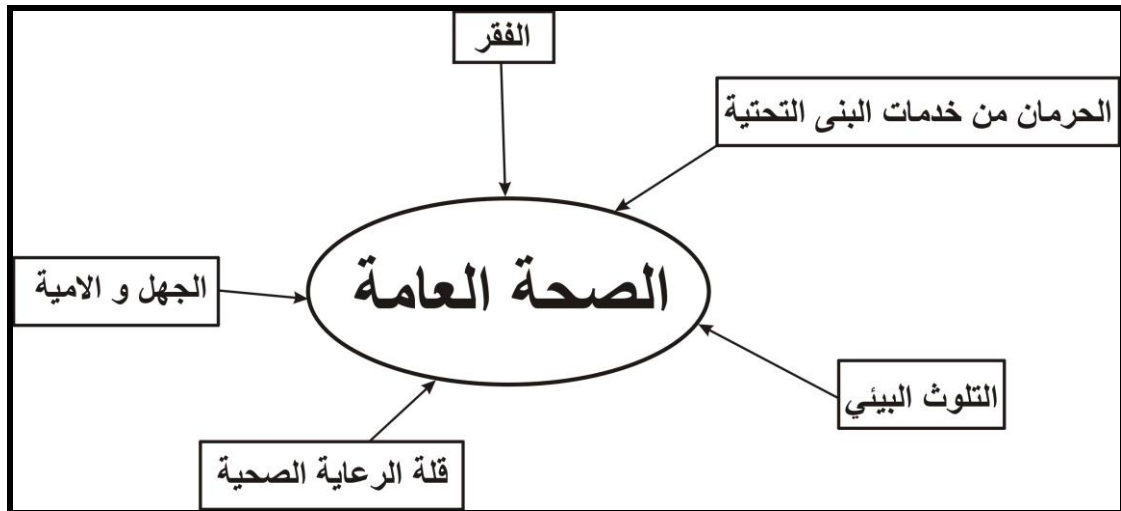 الفقر
الحرمان من خدمات البنى التحتية
الصحة العامة
الجهل و الامية
التلوث البيئي
قلة الرعاية الصحية